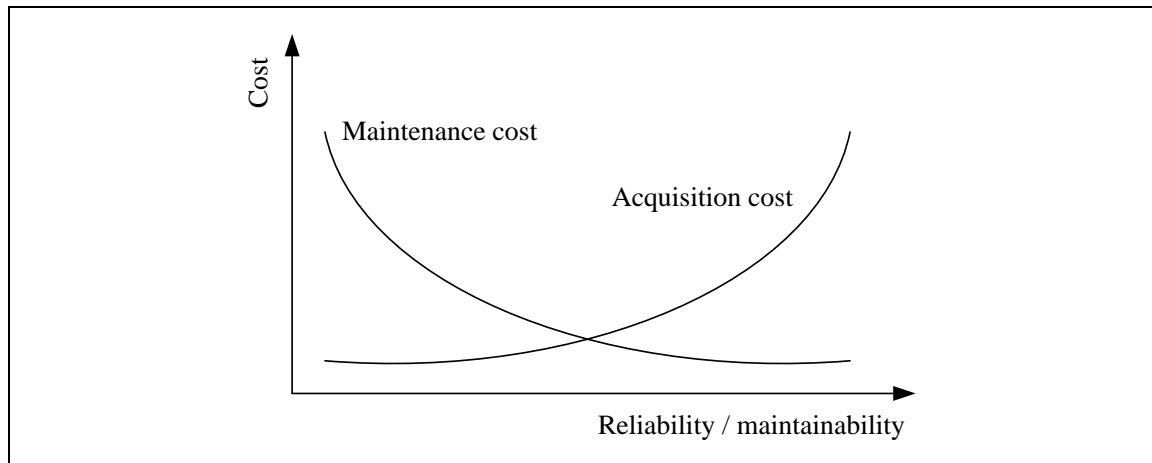 Cost
Maintenance cost
Acquisition cost
Reliability / maintainability